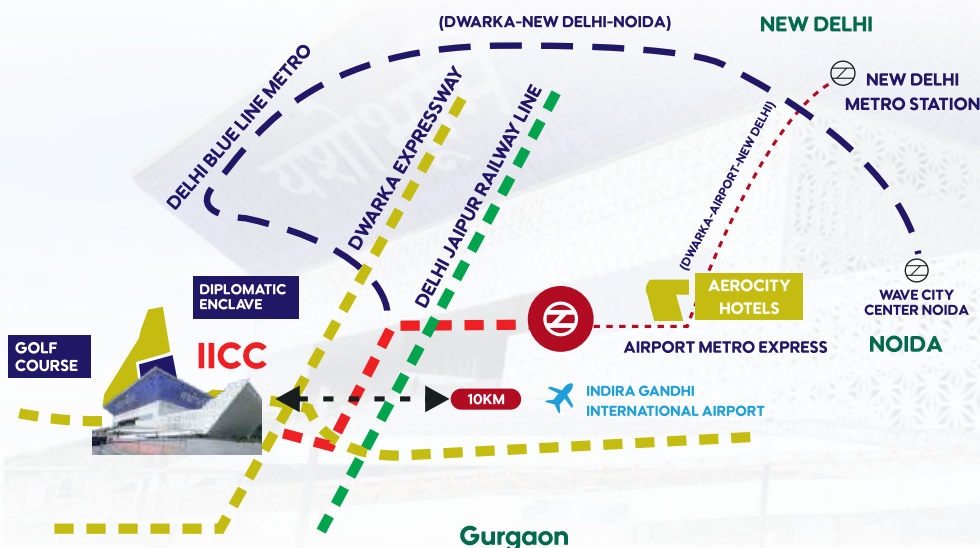 (DWARKA-NEW DELHI-NOIDA)
NEW DELHI
DELHI BLUE LINE METRO
DWARKA EXPRESSWAY
DELHI JAIPUR RAILWAY LINE
(DWARKA-AIRPORT-NEW DELHI)
NEW DELHI
METRO STATION
DIPLOMATIC
ENCLAVE
AEROCITY
HOTELS
WAVE CITY
CENTER NOIDA
NOIDA
GOLF
COURSE
IICC
AIRPORT METRO EXPRESS
10KM
INDIRA GANDHI
INTERNATIONAL AIRPORT
Gurgaon